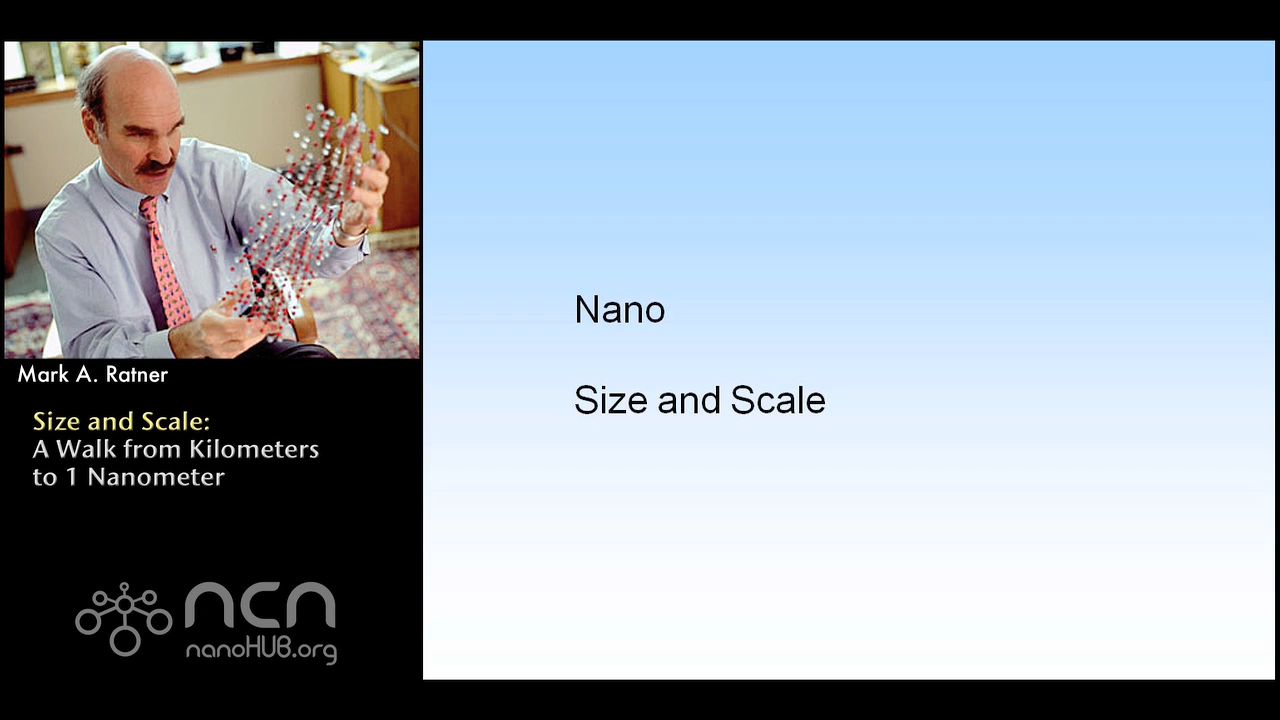 Mark A. Ratner
Size and Scale:
A Walk from Kilometers
to 1 Nanometer
ncn
nanoHUB.org
Nano
Size and Scale